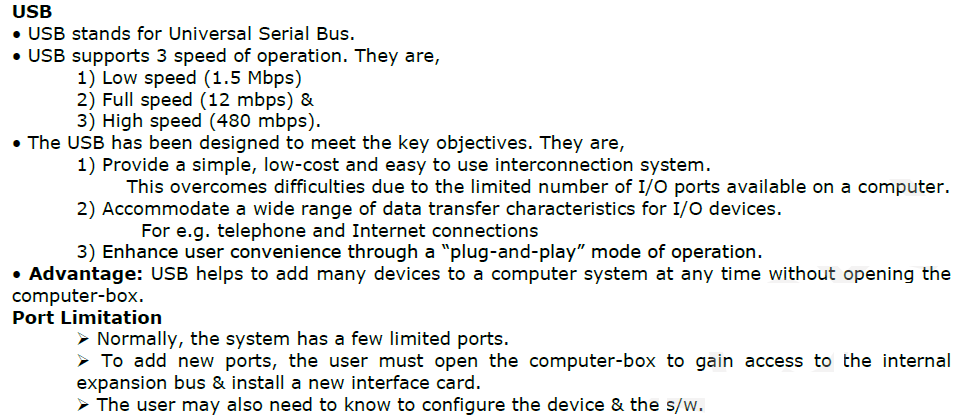 USB
• USB stands for Universal Serial Bus.
• USB supports 3 speed of operation. They are,
1) Low speed (1.5 Mbps)
2) Full speed (12 mbps) &
3) High speed (480 mbps).
• The USB has been designed to meet the key objectives. They are,
1) Provide a simple, low-cost and easy to use interconnection system.
This overcomes difficulties due to the limited number of I/O ports available on a computer.
2) Accommodate a wide range of data transfer characteristics for I/O devices.
For e.g. telephone and Internet connections
3) Enhance user convenience through a “plug-and-play” mode of operation.
• Advantage: USB helps to add many devices to a computer system at any time without opening the
computer-box.
Port Limitation
➢ Normally, the system has a few limited ports.
➢ To add new ports, the user must open the computer-box to gain access to the internal
expansion bus & install a new interface card.
➢ The user may also need to know to configure the device & the s/w.